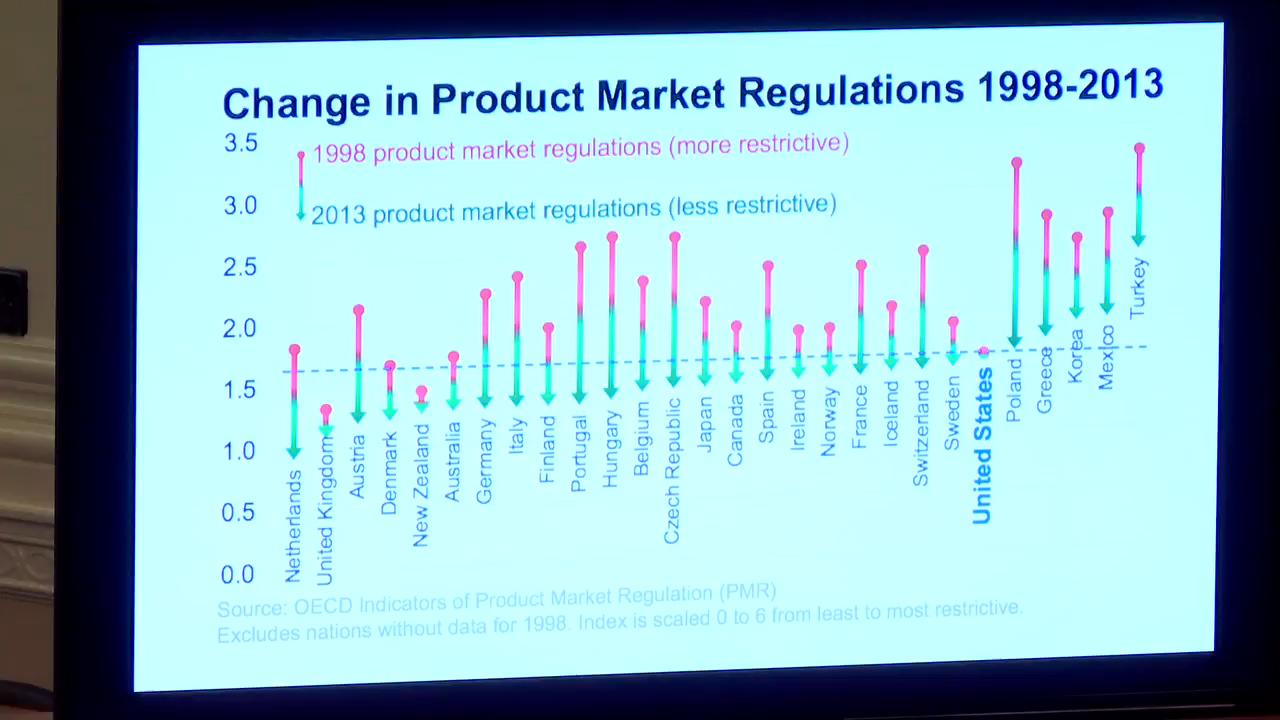 Change in Product Market Regulations 1998-2013
3.5
1998 product market regulations (more restrictive)
3.0
2013 product market regulations (less restrictive)
2.5
2.0
1.5
1.0
0.5
0.0
Netherlands
United Kingdom
Austria
Denmark
New Zealand
Australia
Germany
Italy
Finland
Portugal
Hungary
Belgium
Czech Republic
Japan
Canada
Spain
Ireland
Norway
France
Iceland
Switzerland
Sweden
United States
Poland
Greece
Korea
Mexico
Turkey
Source: OECD Indicators of Product Market Regulation (PMR)
Excludes nations without data for 1998. Index is scaled 0 to 6 from least to most restrictive.